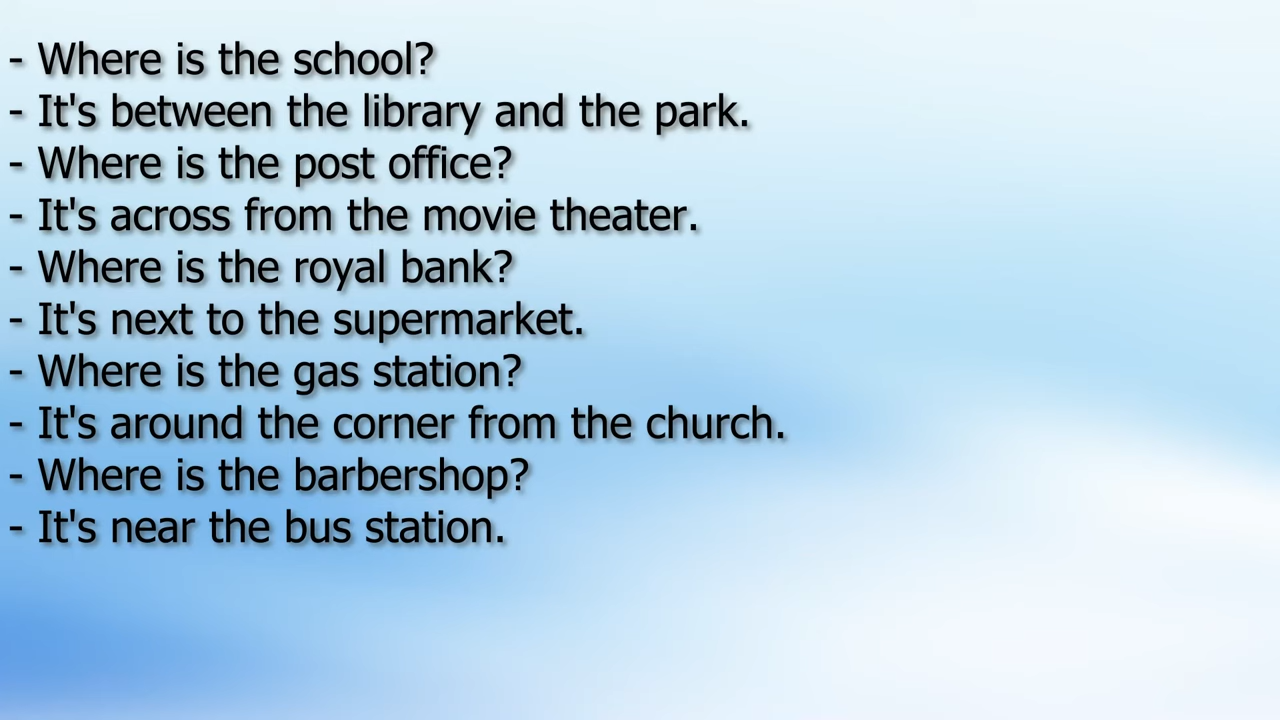 - Where is the school?
- It's between the library and the park.
- Where is the post office?
- It's across from the movie theater.
- Where is the royal bank?
- It's next to the supermarket.
- Where is the gas station?
- It's around the corner from the church.
- Where is the barbershop?
- It's near the bus station.